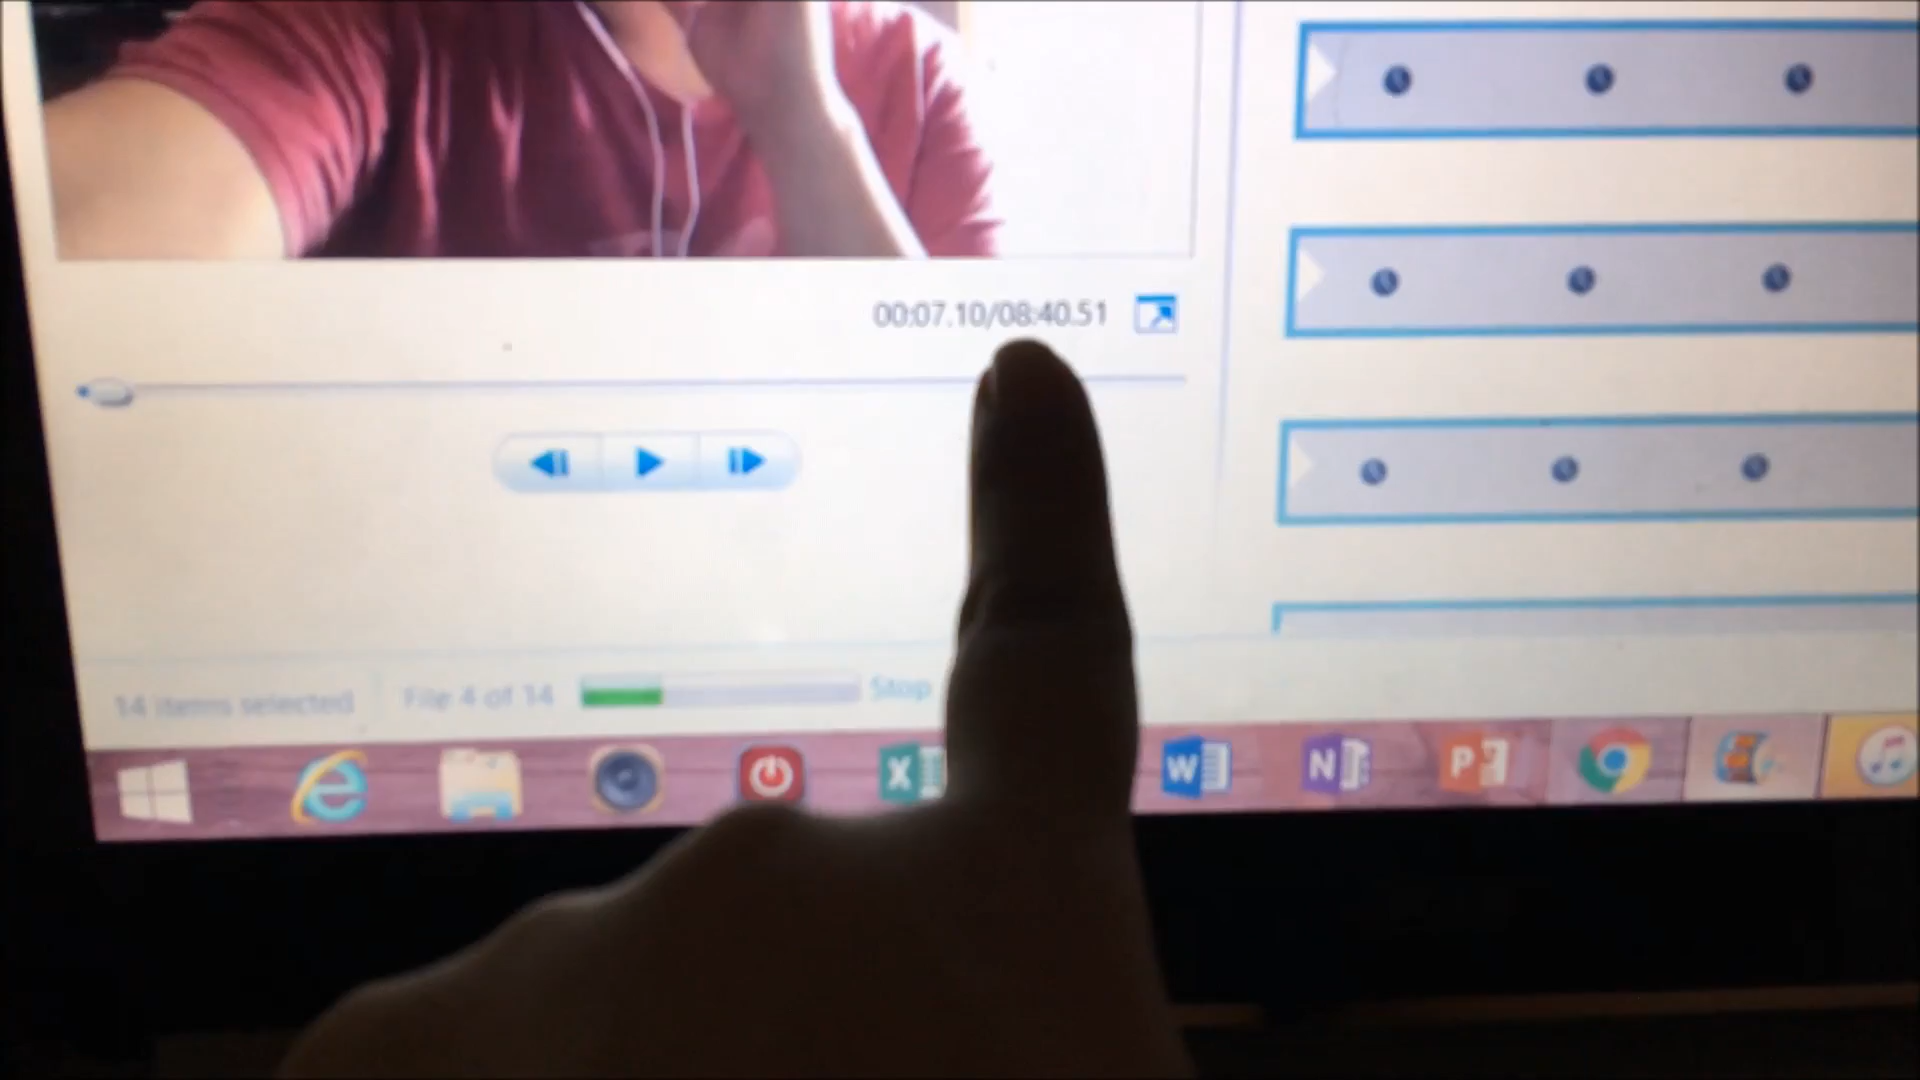 00:07.10/08:40.51
14 items selected
File 4 of 14
Stop
X
W
N
P